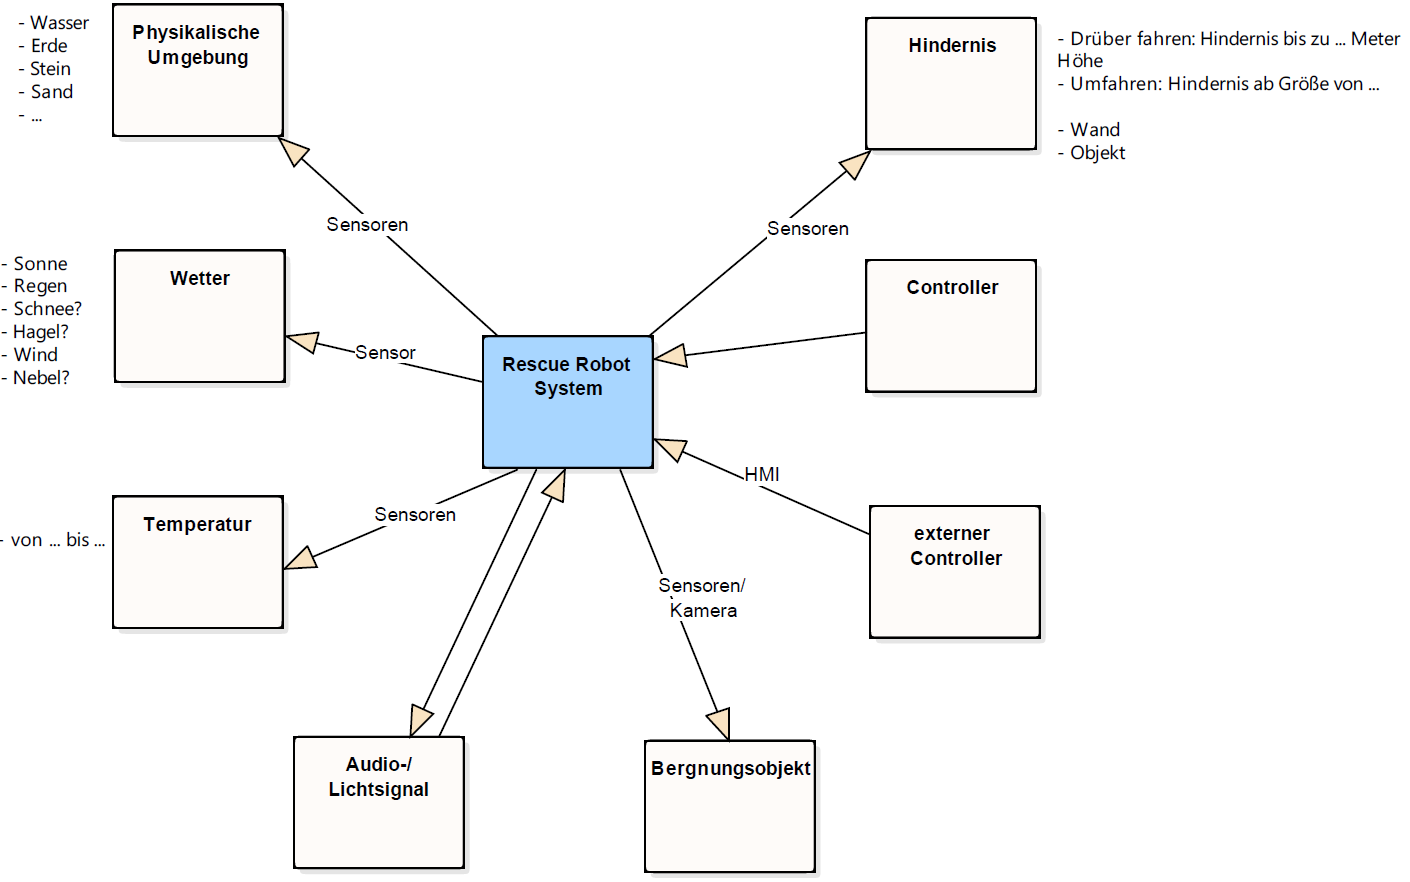 - Wasser
- Erde
- Stein
- Sand
- ...
Physikalische
Umgebung
Hindernis
- Drüber fahren: Hindernis bis zu ... Meter
Höhe
- Umfahren: Hindernis ab Größe von ...
- Wand
- Objekt
Sensoren
Sensoren
- Sonne
- Regen
- Schnee?
- Hagel?
- Wind
- Nebel?
Wetter
Sensor
Rescue Robot
System
Controller
- von ... bis ...
Temperatur
Sensoren
HMI
externer
Controller
Sensoren/
Kamera
Audio-/
Lichtsignal
Bergnungsobjekt